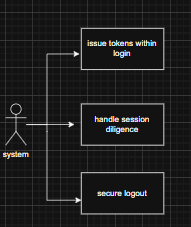 issue tokens within
login
handle session
diligence
system
secure logout